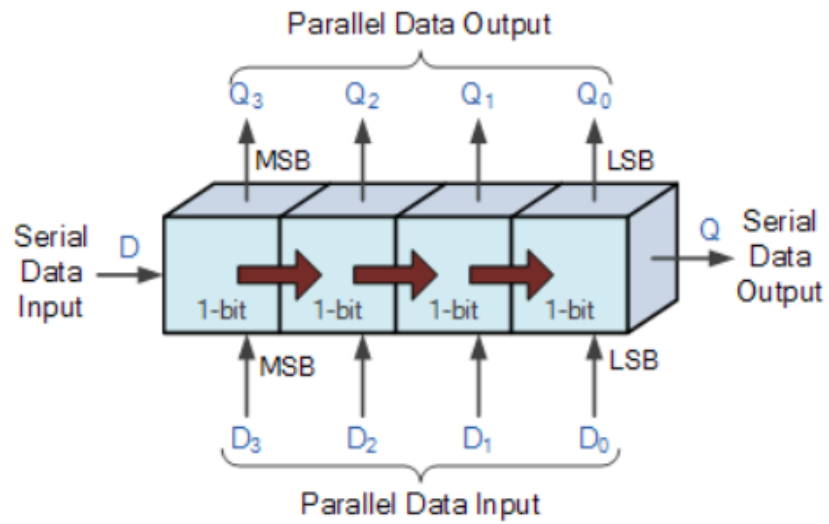 Parallel Data Output
Q₃ Q₂ Q₁ Q₀
MSB LSB
Serial
Data
Input
D
1-bit 1-bit 1-bit 1-bit
Q
Serial
Data
Output
MSB LSB
D₃ D₂ D₁ D₀
Parallel Data Input